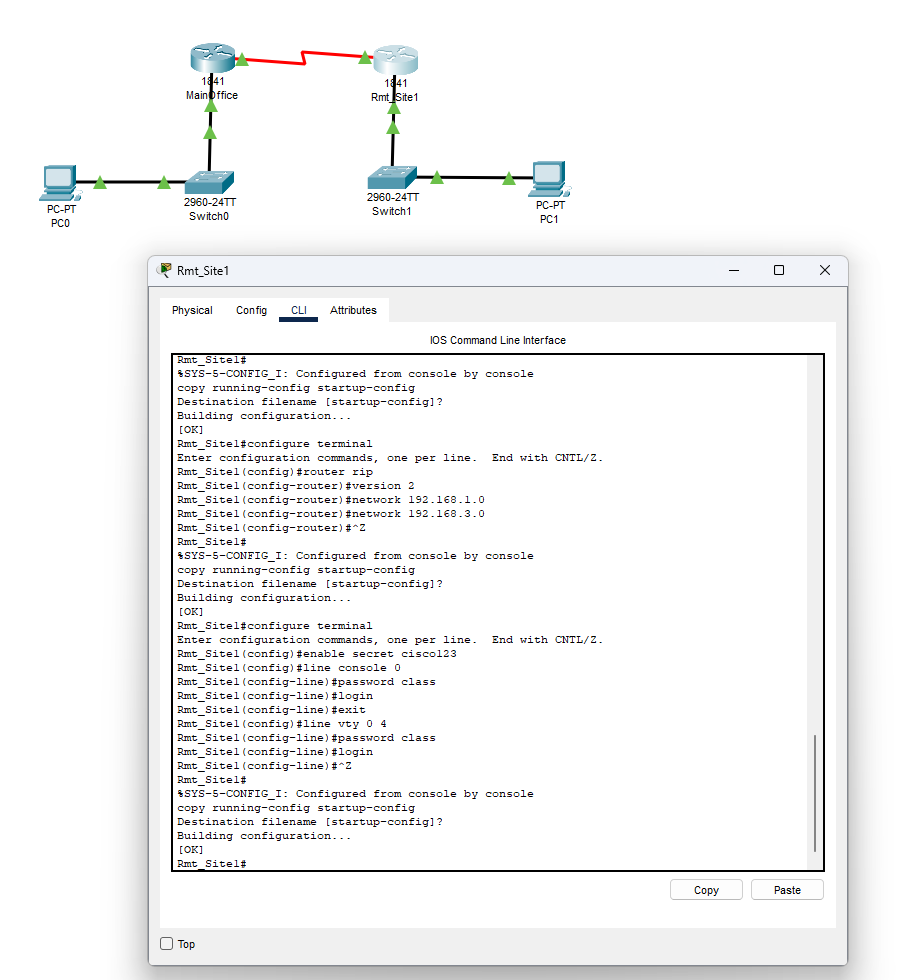 1841
MainOffice
1841
Rmt_Site1
PC-PT
PC0
2960-24TT
Switch0
2960-24TT
Switch1
PC-PT
PC1
Rmt_Site1
Physical Config CLI Attributes
IOS Command Line Interface
Rmt_Site1#
%SYS-5-CONFIG_I: Configured from console by console
copy running-config startup-config
Destination filename [startup-config]?
Building configuration...
[OK]
Rmt_Site1#configure terminal
Enter configuration commands, one per line.  End with CNTL/Z.
Rmt_Site1(config)#router rip
Rmt_Site1(config-router)#version 2
Rmt_Site1(config-router)#network 192.168.1.0
Rmt_Site1(config-router)#network 192.168.3.0
Rmt_Site1(config-router)#^Z
Rmt_Site1#
%SYS-5-CONFIG_I: Configured from console by console
copy running-config startup-config
Destination filename [startup-config]?
Building configuration...
[OK]
Rmt_Site1#configure terminal
Enter configuration commands, one per line.  End with CNTL/Z.
Rmt_Site1(config)#enable secret cisco123
Rmt_Site1(config)#line console 0
Rmt_Site1(config-line)#password class
Rmt_Site1(config-line)#login
Rmt_Site1(config-line)#exit
Rmt_Site1(config)#line vty 0 4
Rmt_Site1(config-line)#password class
Rmt_Site1(config-line)#login
Rmt_Site1(config-line)#^Z
Rmt_Site1#
%SYS-5-CONFIG_I: Configured from console by console
copy running-config startup-config
Destination filename [startup-config]?
Building configuration...
[OK]
Rmt_Site1#
Copy Paste
Top